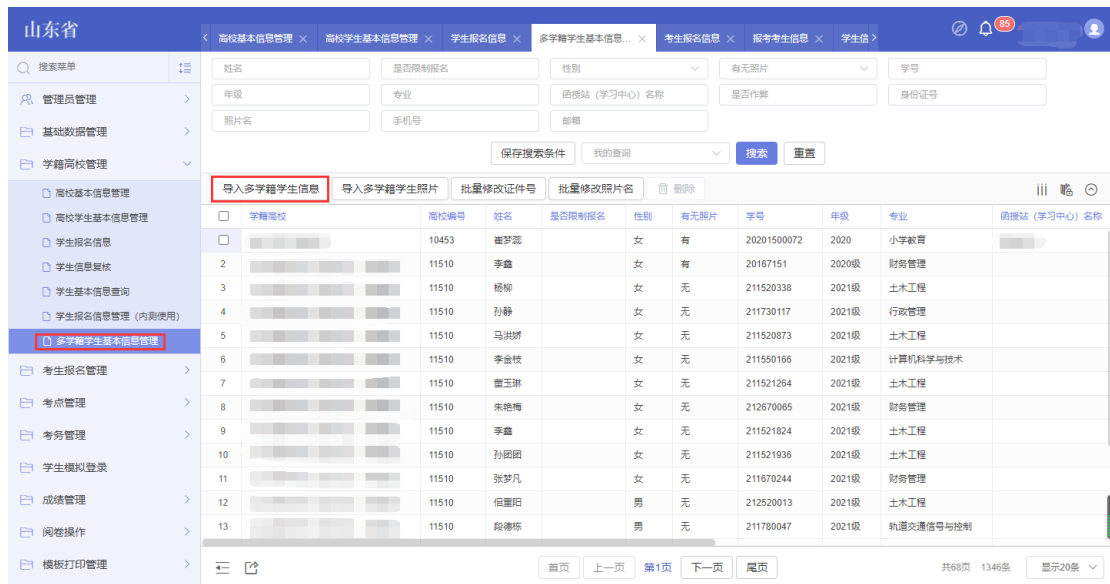 山东省
高校基本信息管理 高校学生基本信息管理 学生报名信息 多学籍学生基本信息... 考生报名信息 报考考生信息 学生信
85
搜索菜单
管理员管理
基础数据管理
学籍高校管理
高校基本信息管理
高校学生基本信息管理
学生报名信息
学生信息复核
学生基本信息查询
学生报名信息管理（内测使用）
多学籍学生基本信息管理
考生报名管理
考点管理
考务管理
学生模拟登录
成绩管理
阅卷操作
模板打印管理
姓名 是否限制报名 性别 有无照片 学号
年级 专业 函授站（学习中心）名称 是否作弊 身份证号
照片名 手机号 邮箱
保存搜索条件 我的查询 搜索 重置
导入多学籍学生信息 导入多学籍学生照片 批量修改证件号 批量修改照片名 删除
学籍高校 高校编号 姓名 是否限制报名 性别 有无照片 学号 年级 专业 函授站（学习中心）名称
10453 崔梦蕊 女 有 20201500072 2020 小学教育
2 11510 李鑫 女 有 20167151 2020级 财务管理
3 11510 杨柳 女 无 211520338 2021级 土木工程
4 11510 孙静 女 无 211730117 2021级 行政管理
5 11510 马洪娇 女 无 211520873 2021级 土木工程
6 11510 李金枝 女 无 211550166 2021级 计算机科学与技术
7 11510 董玉琳 女 无 211521264 2021级 土木工程
8 11510 朱艳梅 女 无 212670065 2021级 财务管理
9 11510 李鑫 女 无 211521824 2021级 土木工程
10 11510 孙团团 女 无 211521936 2021级 土木工程
11 11510 张梦凡 女 无 211670244 2021级 财务管理
12 11510 但重阳 男 无 212520013 2021级 土木工程
13 11510 段德栋 男 无 211780047 2021级 轨道交通信号与控制
首页 上一页 第1页 下一页 尾页 共68页 1346条 显示20条